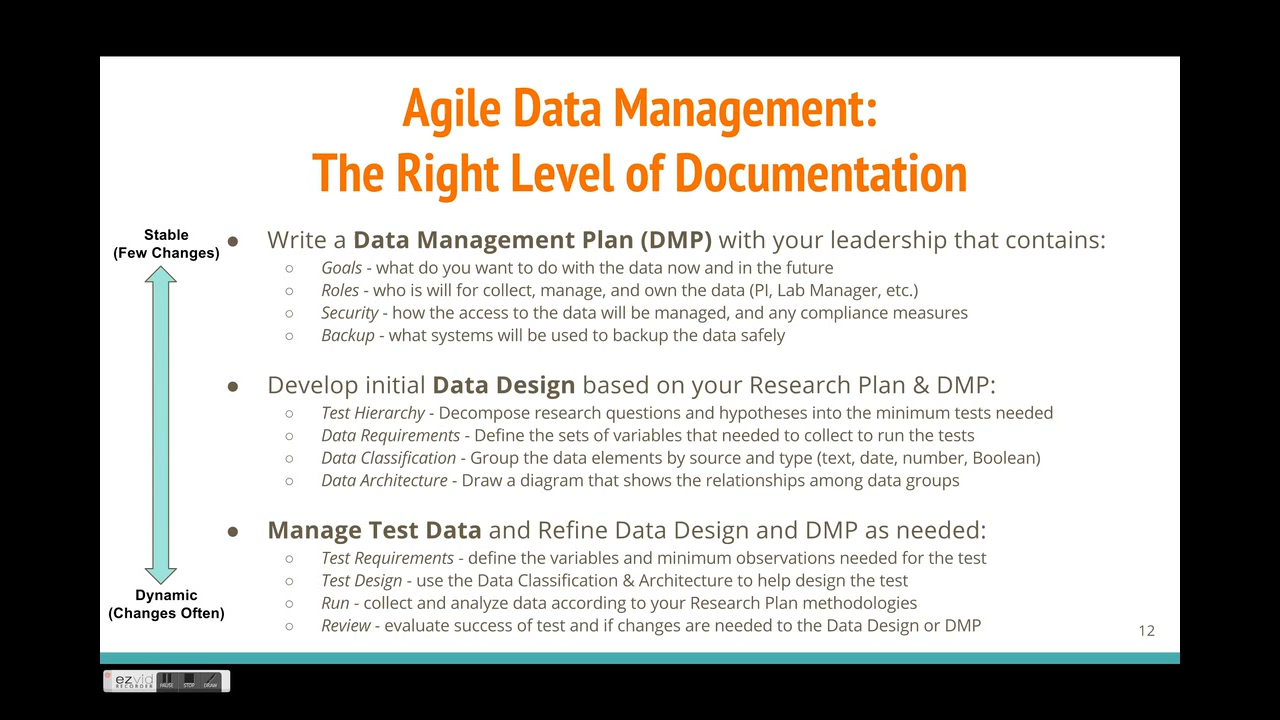 Agile Data Management:
The Right Level of Documentation
Stable
(Few Changes)
● Write a Data Management Plan (DMP) with your leadership that contains:
○ Goals - what do you want to do with the data now and in the future
○ Roles - who is will for collect, manage, and own the data (PI, Lab Manager, etc.)
○ Security - how the access to the data will be managed, and any compliance measures
○ Backup - what systems will be used to backup the data safely
● Develop initial Data Design based on your Research Plan & DMP:
○ Test Hierarchy - Decompose research questions and hypotheses into the minimum tests needed
○ Data Requirements - Define the sets of variables that needed to collect to run the tests
○ Data Classification - Group the data elements by source and type (text, date, number, Boolean)
○ Data Architecture - Draw a diagram that shows the relationships among data groups
● Manage Test Data and Refine Data Design and DMP as needed:
○ Test Requirements - define the variables and minimum observations needed for the test
○ Test Design - use the Data Classification & Architecture to help design the test
○ Run - collect and analyze data according to your Research Plan methodologies
○ Review - evaluate success of test and if changes are needed to the Data Design or DMP
Dynamic
(Changes Often)
12
ezvid
RECORDER
PAUSE STOP DRAW